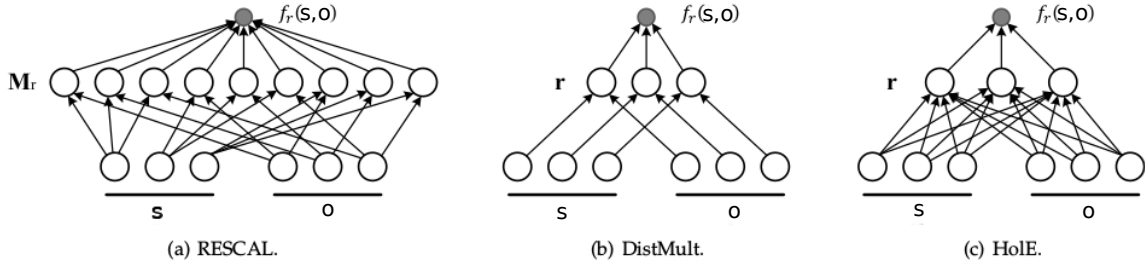 f_r(s,o)
f_r(s,o)
f_r(s,o)
M_r
r
r
s
o
s
o
s
o
(a) RESCAL.
(b) DistMult.
(c) HolE.